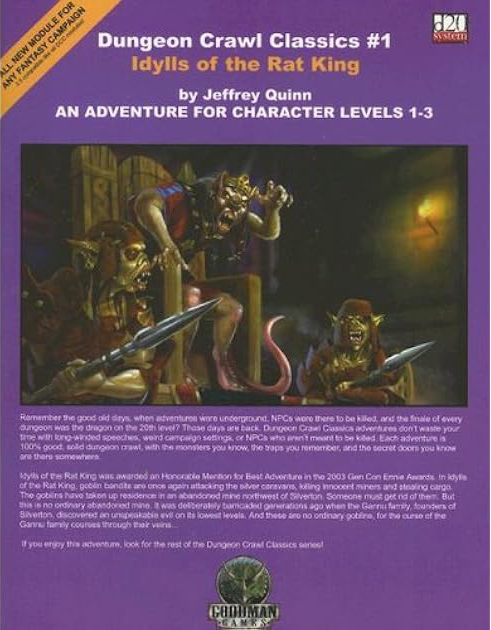 ALL NEW MODULE FOR
ANY FANTASY CAMPAIGN
d20
system
Dungeon Crawl Classics #1
Idylls of the Rat King
by Jeffrey Quinn
AN ADVENTURE FOR CHARACTER LEVELS 1-3
Remember the good old days, when adventures were underground, NPCs were there to be killed, and the finale of every
dungeon was the dragon on the 20th level? Those days are back. Dungeon Crawl Classics adventures don't waste your
time with long-winded speeches, weird campaign settings, or NPCs who aren't meant to be killed. Each adventure is
100% good, solid dungeon crawl, with the monsters you know, the traps you remember, and the secret doors you know
are there somewhere.
Idylls of the Rat King was awarded an Honorable Mention for Best Adventure in the 2003 Gen Con Ennie Awards. In Idylls
of the Rat King, goblin bandits are once again attacking the silver caravans, killing innocent miners and stealing cargo.
The goblins have taken up residence in an abandoned mine northwest of Silverton. Someone must get rid of them. But
this is no ordinary abandoned mine. It was deliberately barricaded generations ago when the Gannu family, founders of
Silverton, discovered an unspeakable evil on its lowest levels. And these are no ordinary goblins, for the curse of the
Gannu family courses through their veins...
If you enjoy this adventure, look for the rest of the Dungeon Crawl Classics series!
GOODMAN
GAMES